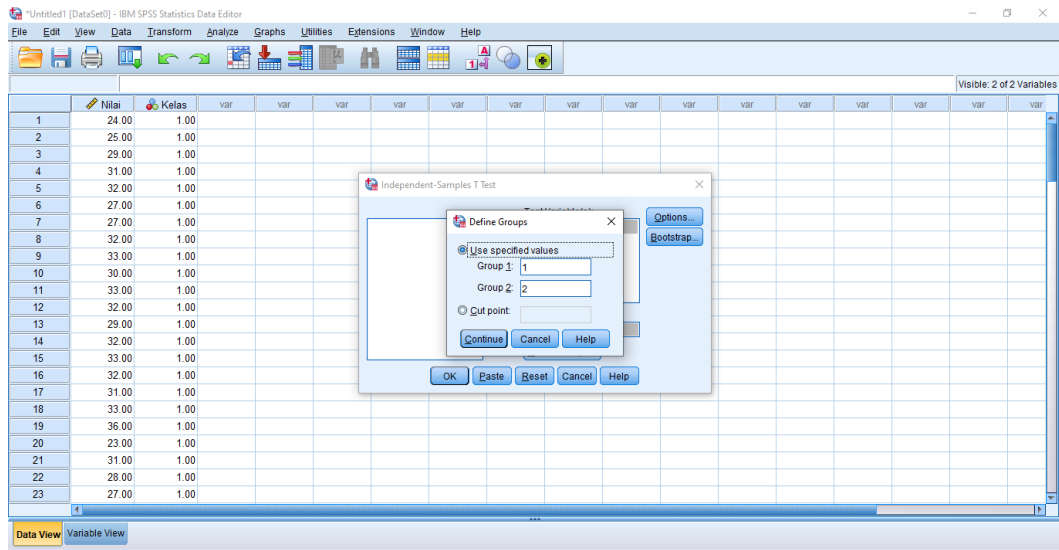 *Untitled1 [DataSet0] - IBM SPSS Statistics Data Editor
File Edit View Data Transform Analyze Graphs Utilities Extensions Window Help
Visible: 2 of 2 Variables
Nilai Kelas var var var var var var var var var var var var var var var
1 24.00 1.00
2 25.00 1.00
3 29.00 1.00
4 31.00 1.00
5 32.00 1.00
6 27.00 1.00
7 27.00 1.00
8 32.00 1.00
9 33.00 1.00
10 30.00 1.00
11 33.00 1.00
12 32.00 1.00
13 29.00 1.00
14 32.00 1.00
15 33.00 1.00
16 32.00 1.00
17 31.00 1.00
18 33.00 1.00
19 36.00 1.00
20 23.00 1.00
21 31.00 1.00
22 28.00 1.00
23 27.00 1.00
Independent-Samples T Test
Options...
Bootstrap...
Define Groups
Use specified values
Group 1: 1
Group 2: 2
Cut point:
Continue Cancel Help
OK Paste Reset Cancel Help
Data View Variable View